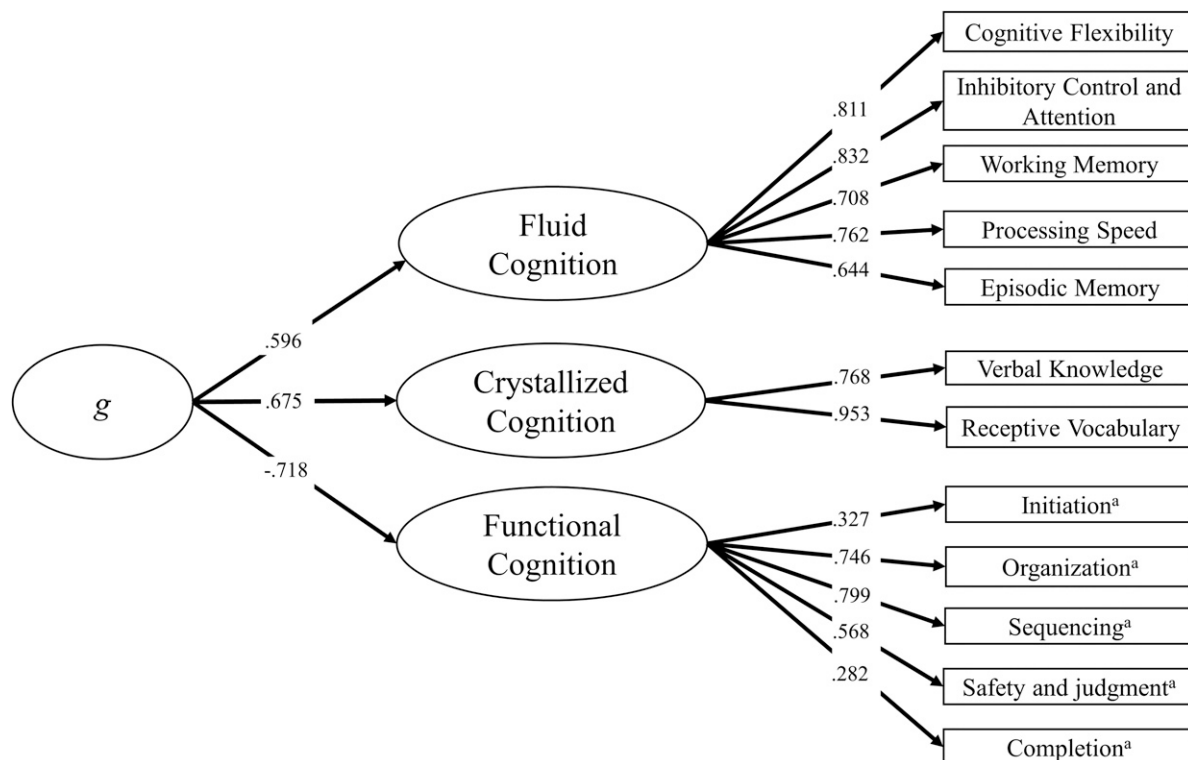 Cognitive Flexibility
Inhibitory Control and
Attention
.811
.832
Working Memory
.708
Fluid
Cognition
.762
Processing Speed
.644
Episodic Memory
.596
Verbal Knowledge
.768
g
.675
Crystallized
Cognition
.953
Receptive Vocabulary
-.718
Initiationᵃ
.327
Functional
Cognition
.746
Organizationᵃ
.799
Sequencingᵃ
.568
.282
Safety and judgmentᵃ
Completionᵃ